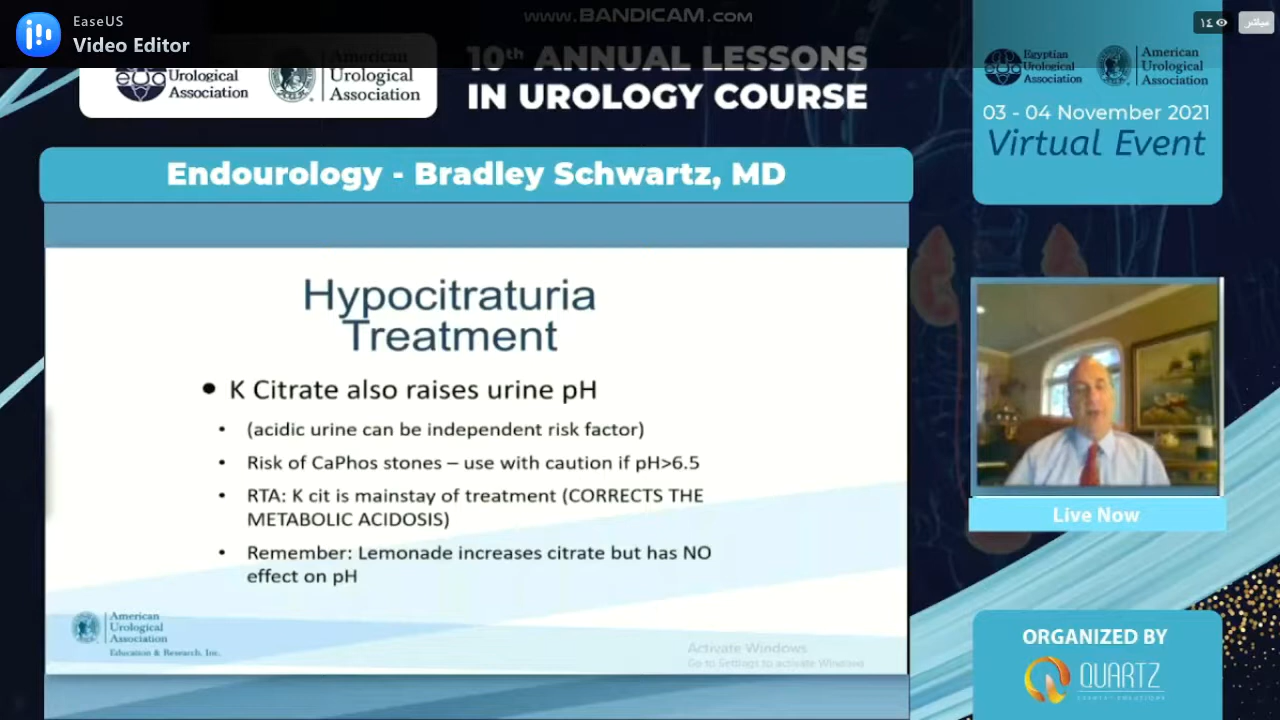 EaseUS
Video Editor
www.BANDICAM.com
١٤
مباشر
Urological
Association
American
Urological
Association
10th ANNUAL LESSONS
IN UROLOGY COURSE
Egyptian
Urological
Association
American
Urological
Association
03 - 04 November 2021
Virtual Event
Endourology - Bradley Schwartz, MD
Hypocitraturia
Treatment
● K Citrate also raises urine pH
• (acidic urine can be independent risk factor)
• Risk of CaPhos stones – use with caution if pH>6.5
• RTA: K cit is mainstay of treatment (CORRECTS THE
METABOLIC ACIDOSIS)
• Remember: Lemonade increases citrate but has NO
effect on pH
American
Urological
Association
Education & Research, Inc.
Activate Windows
Go to Settings to activate Windows
Live Now
ORGANIZED BY
QUARTZ